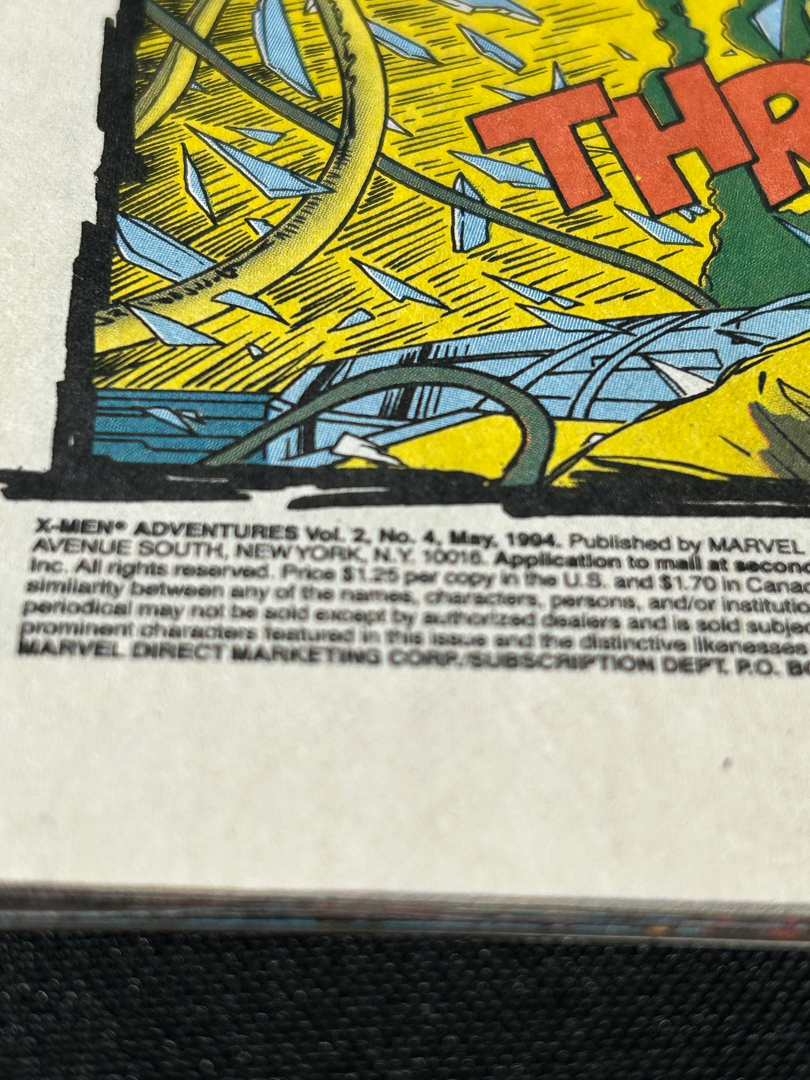 THR
X-MEN® ADVENTURES Vol. 2, No. 4, May, 1994. Published by MARVEL
AVENUE SOUTH, NEW YORK, N.Y. 10016. Application to mail at second
Inc. All rights reserved. Price $1.25 per copy in the U.S. and $1.70 in Canad
similarity between any of the names, characters, persons, and/or institutio
periodical may not be sold except by authorized dealers and is sold subjec
prominent characters featured in this issue and the distinctive likenesses
MARVEL DIRECT MARKETING CORP./SUBSCRIPTION DEPT. P.O. BO